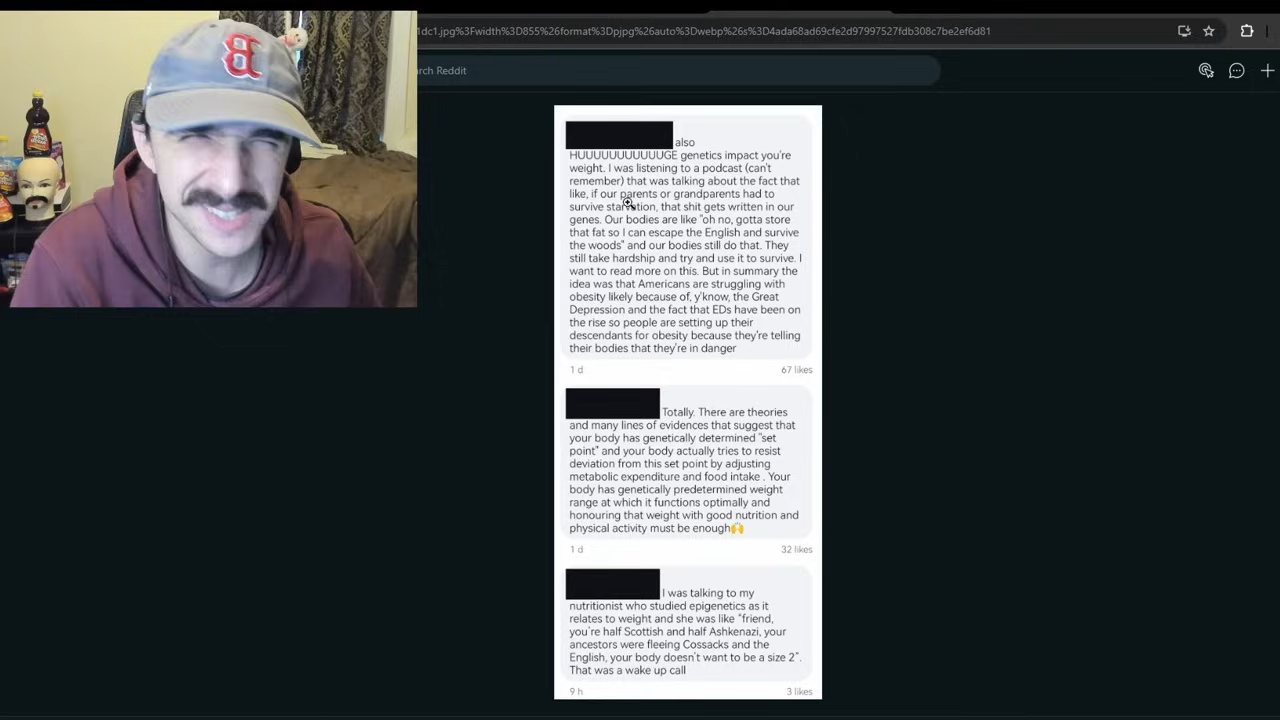 1dc1.jpg%3Fwidth%3D855%26format%3Dpjpg%26auto%3Dwebp%26s%3D4ada68ad69cfe2d97997527fdb308c7be2ef6d81
rch Reddit
also
HUUUUUUUUUUUGE genetics impact you're
weight. I was listening to a podcast (can't
remember) that was talking about the fact that
like, if our parents or grandparents had to
survive starvation, that shit gets written in our
genes. Our bodies are like "oh no, gotta store
that fat so I can escape the English and survive
the woods" and our bodies still do that. They
still take hardship and try and use it to survive. I
want to read more on this. But in summary the
idea was that Americans are struggling with
obesity likely because of, y'know, the Great
Depression and the fact that EDs have been on
the rise so people are setting up their
descendants for obesity because they're telling
their bodies that they're in danger
1 d 67 likes
Totally. There are theories
and many lines of evidences that suggest that
your body has genetically determined "set
point" and your body actually tries to resist
deviation from this set point by adjusting
metabolic expenditure and food intake . Your
body has genetically predetermined weight
range at which it functions optimally and
honouring that weight with good nutrition and
physical activity must be enough🙌
1 d 32 likes
I was talking to my
nutritionist who studied epigenetics as it
relates to weight and she was like "friend,
you're half Scottish and half Ashkenazi, your
ancestors were fleeing Cossacks and the
English, your body doesn't want to be a size 2".
That was a wake up call
9 h 3 likes
B